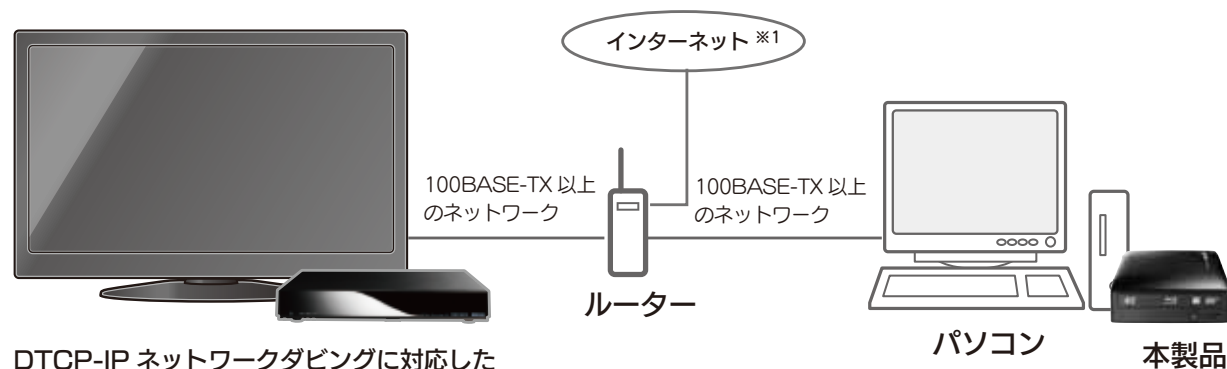 インターネット ※1
100BASE-TX 以上
のネットワーク
100BASE-TX 以上
のネットワーク
ルーター
パソコン
本製品
DTCP-IP ネットワークダビングに対応した